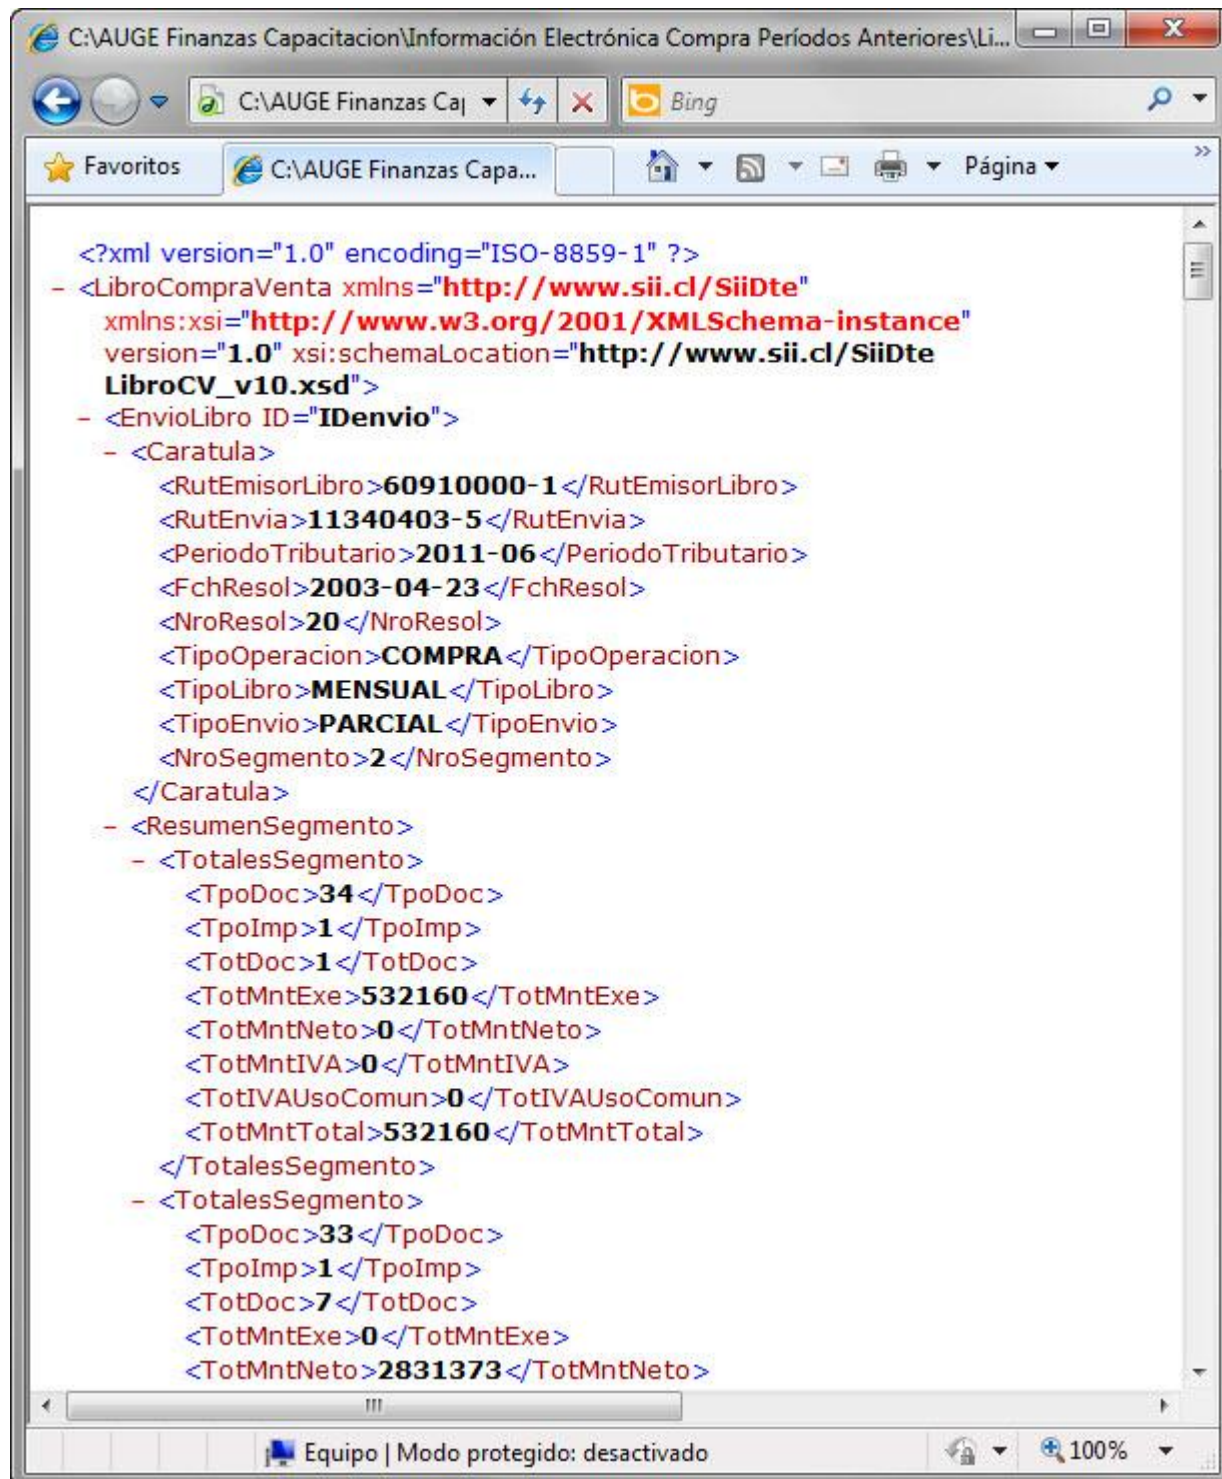 C:\AUGE Finanzas Capacitacion\Información Electrónica Compra Períodos Anteriores\Li...
C:\AUGE Finanzas Caj
Bing
Favoritos
C:\AUGE Finanzas Capa...
Página
<?xml version="1.0" encoding="ISO-8859-1" ?>
- <LibroCompraVenta xmlns="http://www.sii.cl/SiiDte"
xmlns:xsi="http://www.w3.org/2001/XMLSchema-instance"
version="1.0" xsi:schemaLocation="http://www.sii.cl/SiiDte
LibroCV_v10.xsd">
- <EnvioLibro ID="IDenvio">
- <Caratula>
<RutEmisorLibro>60910000-1</RutEmisorLibro>
<RutEnvia>11340403-5</RutEnvia>
<PeriodoTributario>2011-06</PeriodoTributario>
<FchResol>2003-04-23</FchResol>
<NroResol>20</NroResol>
<TipoOperacion>COMPRA</TipoOperacion>
<TipoLibro>MENSUAL</TipoLibro>
<TipoEnvio>PARCIAL</TipoEnvio>
<NroSegmento>2</NroSegmento>
</Caratula>
- <ResumenSegmento>
- <TotalesSegmento>
<TpoDoc>34</TpoDoc>
<TpoImp>1</TpoImp>
<TotDoc>1</TotDoc>
<TotMntExe>532160</TotMntExe>
<TotMntNeto>0</TotMntNeto>
<TotMntIVA>0</TotMntIVA>
<TotIVAUsoComun>0</TotIVAUsoComun>
<TotMntTotal>532160</TotMntTotal>
</TotalesSegmento>
- <TotalesSegmento>
<TpoDoc>33</TpoDoc>
<TpoImp>1</TpoImp>
<TotDoc>7</TotDoc>
<TotMntExe>0</TotMntExe>
<TotMntNeto>2831373</TotMntNeto>
Equipo | Modo protegido: desactivado
100%